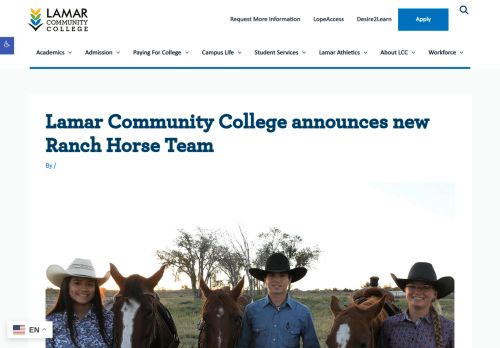 LAMAR
COMMUNITY
COLLEGE
Request More Information LopeAccess Desire2Learn Apply
Academics Admission Paying For College Campus Life Student Services Lamar Athletics About LCC Workforce
Lamar Community College announces new
Ranch Horse Team
By /
EN